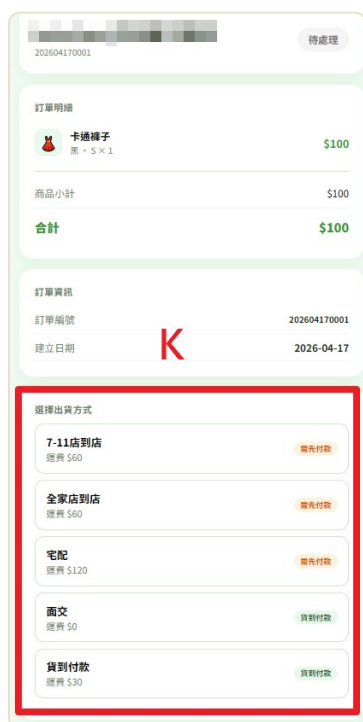 待處理
202604170001
訂單明細
卡通褲子
黑・S×1
$100
商品小計 $100
合計 $100
訂單資訊
訂單編號 202604170001
建立日期 2026-04-17
K
選擇出貨方式
7-11店到店
運費 $60
需先付款
全家店到店
運費 $60
需先付款
宅配
運費 $120
需先付款
面交
運費 $0
貨到付款
貨到付款
運費 $30
貨到付款